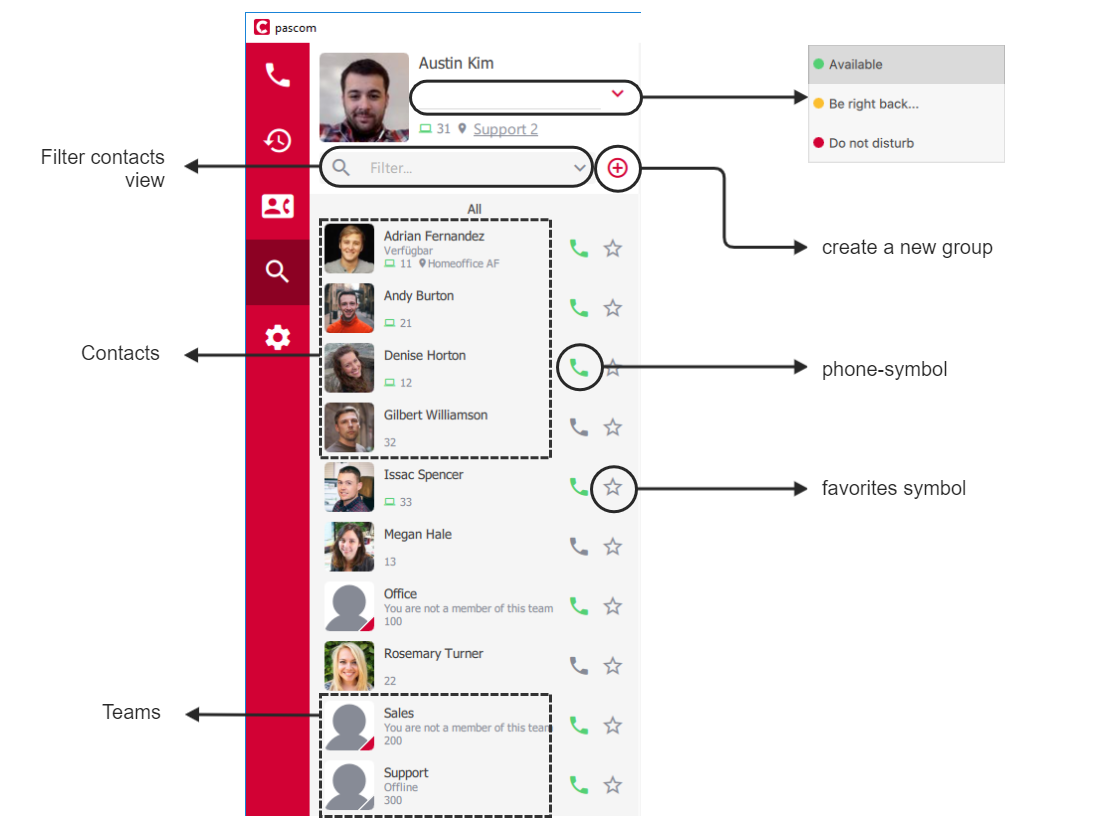 pascom
Austin Kim
31 Support 2
Available
Be right back...
Do not disturb
Filter contacts
view
Filter...
create a new group
All
Adrian Fernandez
Verfügbar
11 Homeoffice AF
Andy Burton
21
Contacts
Denise Horton
12
phone-symbol
Gilbert Williamson
32
Issac Spencer
33
favorites symbol
Megan Hale
13
Office
You are not a member of this team
100
Rosemary Turner
22
Teams
Sales
You are not a member of this team
200
Support
Offline
300